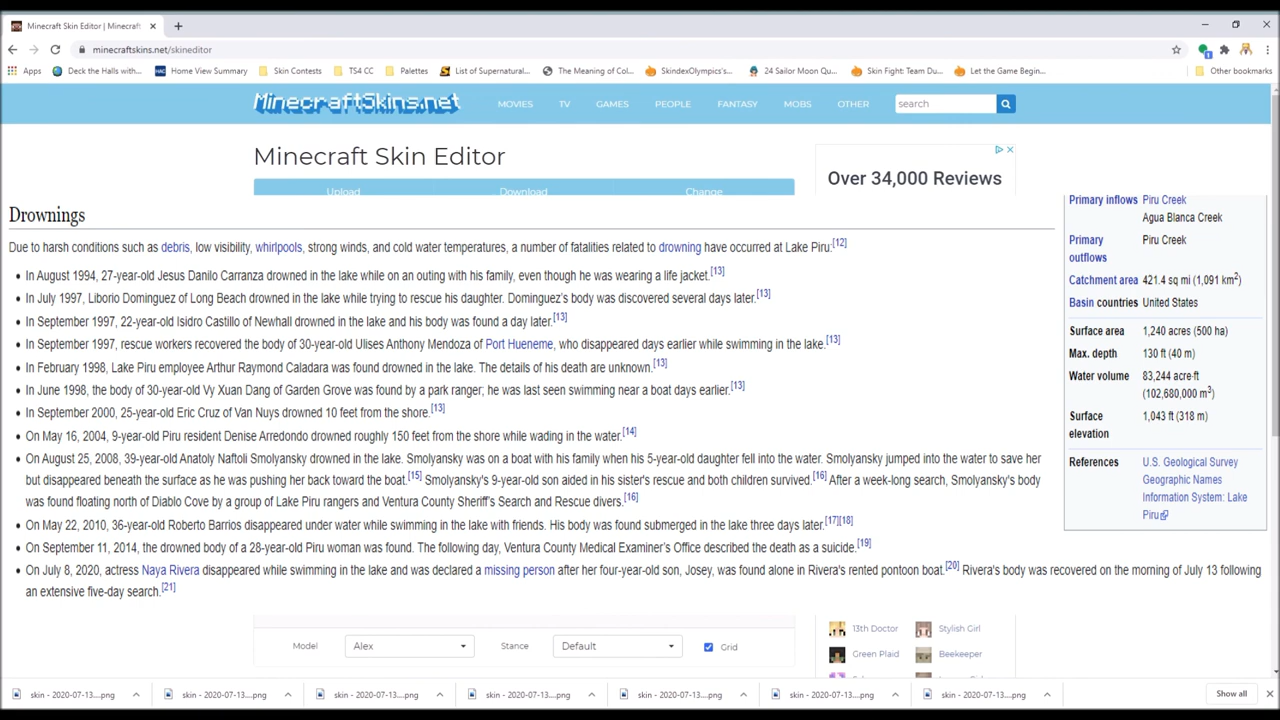 Minecraft Skin Editor | Minecraf
minecraftskins.net/skineditor
Apps Deck the Halls with... Home View Summary Skin Contests TS4 CC Palettes List of Supernatural... The Meaning of Col... SkindexOlympics's... 24 Sailor Moon Qu... Skin Fight: Team Du... Let the Game Begin... Other bookmarks
MinecraftSkins.net MOVIES TV GAMES PEOPLE FANTASY MOBS OTHER search
Minecraft Skin Editor
Over 34,000 Reviews
Upload Download Change
Drownings
Due to harsh conditions such as debris, low visibility, whirlpools, strong winds, and cold water temperatures, a number of fatalities related to drowning have occurred at Lake Piru:[12]
• In August 1994, 27-year-old Jesus Danilo Carranza drowned in the lake while on an outing with his family, even though he was wearing a life jacket.[13]
• In July 1997, Liborio Dominguez of Long Beach drowned in the lake while trying to rescue his daughter. Dominguez's body was discovered several days later.[13]
• In September 1997, 22-year-old Isidro Castillo of Newhall drowned in the lake and his body was found a day later.[13]
• In September 1997, rescue workers recovered the body of 30-year-old Ulises Anthony Mendoza of Port Hueneme, who disappeared days earlier while swimming in the lake.[13]
• In February 1998, Lake Piru employee Arthur Raymond Caladara was found drowned in the lake. The details of his death are unknown.[13]
• In June 1998, the body of 30-year-old Vy Xuan Dang of Garden Grove was found by a park ranger; he was last seen swimming near a boat days earlier.[13]
• In September 2000, 25-year-old Eric Cruz of Van Nuys drowned 10 feet from the shore.[13]
• On May 16, 2004, 9-year-old Piru resident Denise Arredondo drowned roughly 150 feet from the shore while wading in the water.[14]
• On August 25, 2008, 39-year-old Anatoly Naftoli Smolyansky drowned in the lake. Smolyansky was on a boat with his family when his 5-year-old daughter fell into the water. Smolyansky jumped into the water to save her
but disappeared beneath the surface as he was pushing her back toward the boat.[15] Smolyansky's 9-year-old son aided in his sister's rescue and both children survived.[16] After a week-long search, Smolyansky's body
was found floating north of Diablo Cove by a group of Lake Piru rangers and Ventura County Sheriff's Search and Rescue divers.[16]
• On May 22, 2010, 36-year-old Roberto Barrios disappeared under water while swimming in the lake with friends. His body was found submerged in the lake three days later.[17][18]
• On September 11, 2014, the drowned body of a 28-year-old Piru woman was found. The following day, Ventura County Medical Examiner's Office described the death as a suicide.[19]
• On July 8, 2020, actress Naya Rivera disappeared while swimming in the lake and was declared a missing person after her four-year-old son, Josey, was found alone in Rivera's rented pontoon boat.[20] Rivera's body was recovered on the morning of July 13 following
an extensive five-day search.[21]
Primary inflows Piru Creek
Agua Blanca Creek
Primary Piru Creek
outflows
Catchment area 421.4 sq mi (1,091 km2)
Basin countries United States
Surface area 1,240 acres (500 ha)
Max. depth 130 ft (40 m)
Water volume 83,244 acre·ft
(102,680,000 m3)
Surface 1,043 ft (318 m)
elevation
References U.S. Geological Survey
Geographic Names
Information System: Lake
Piru
Model Alex Stance Default Grid
13th Doctor Stylish Girl
Green Plaid Beekeeper
skin - 2020-07-13....png skin - 2020-07-13....png skin - 2020-07-13....png skin - 2020-07-13....png skin - 2020-07-13....png skin - 2020-07-13....png skin - 2020-07-13....png Show all